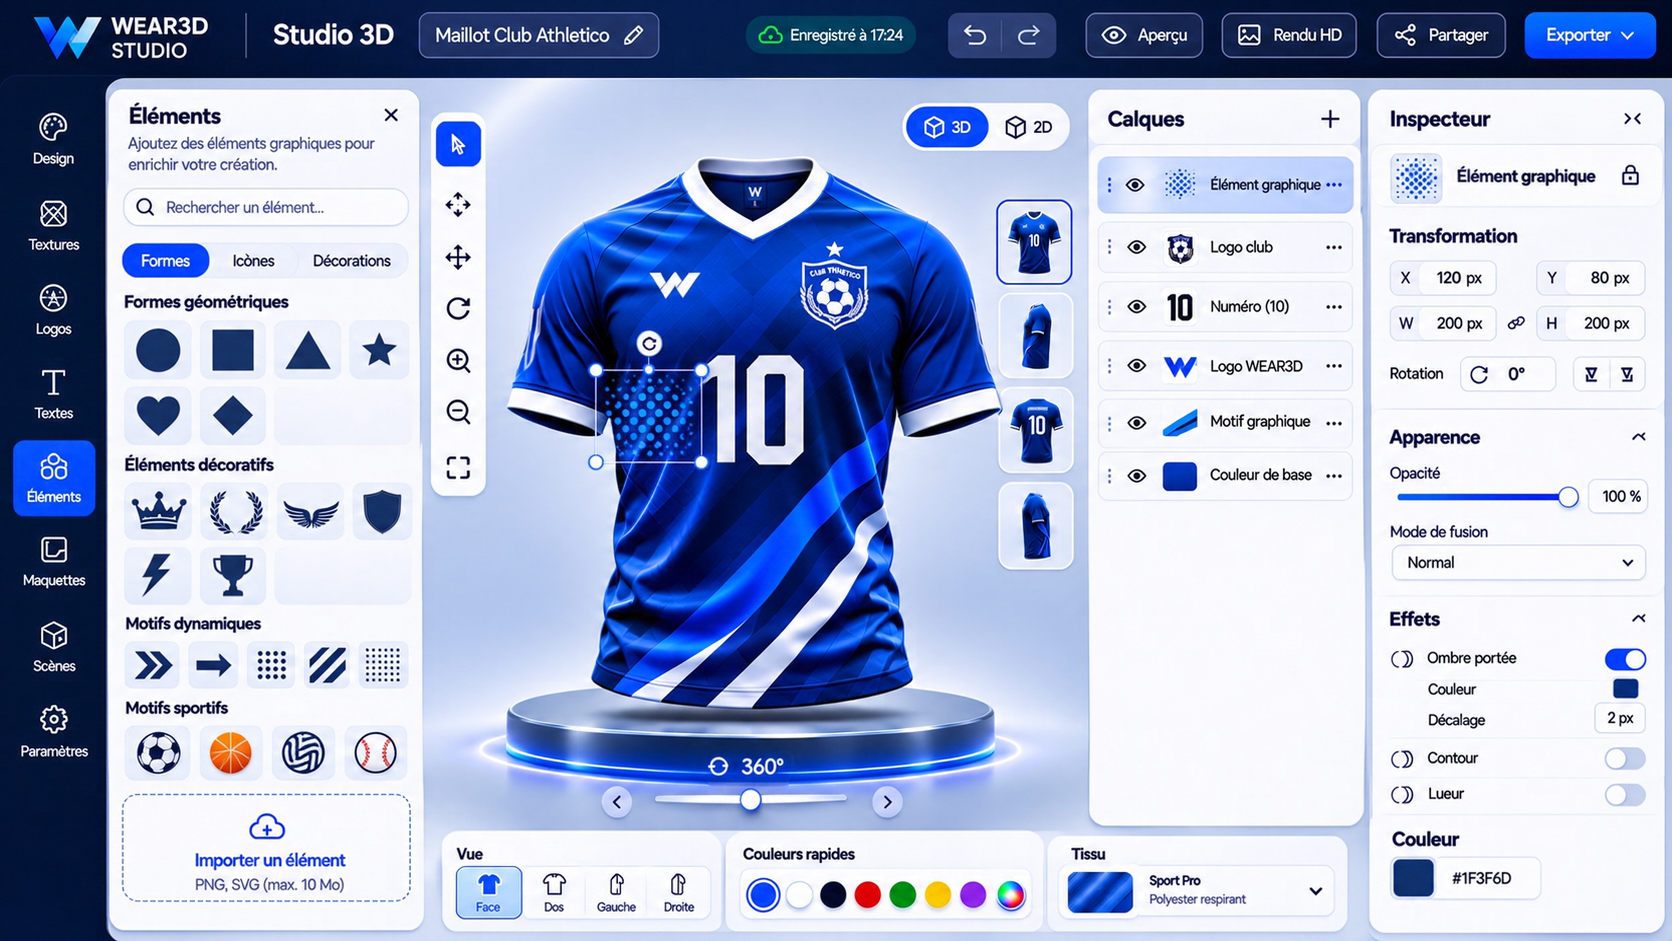 WEAR3D
STUDIO
Studio 3D
Maillot Club Athletico
Enregistré à 17:24
Aperçu
Rendu HD
Partager
Exporter
Design
Textures
Logos
Textes
Éléments
Maquettes
Scènes
Paramètres
Éléments
Ajoutez des éléments graphiques pour
enrichir votre création.
Rechercher un élément...
Formes
Icônes
Décorations
Formes géométriques
Éléments décoratifs
Motifs dynamiques
Motifs sportifs
Importer un élément
PNG, SVG (max. 10 Mo)
3D
2D
W
CLUB THHETICO
10
10
10
360°
Vue
Face
Dos
Gauche
Droite
Couleurs rapides
Tissu
Sport Pro
Polyester respirant
Calques
Élément graphique
Logo club
10
Numéro (10)
Logo WEAR3D
Motif graphique
Couleur de base
Inspecteur
Élément graphique
Transformation
X 120 px
Y 80 px
W 200 px
H 200 px
Rotation
0°
Apparence
Opacité
100 %
Mode de fusion
Normal
Effets
Ombre portée
Couleur
Décalage
2 px
Contour
Lueur
Couleur
#1F3F6D